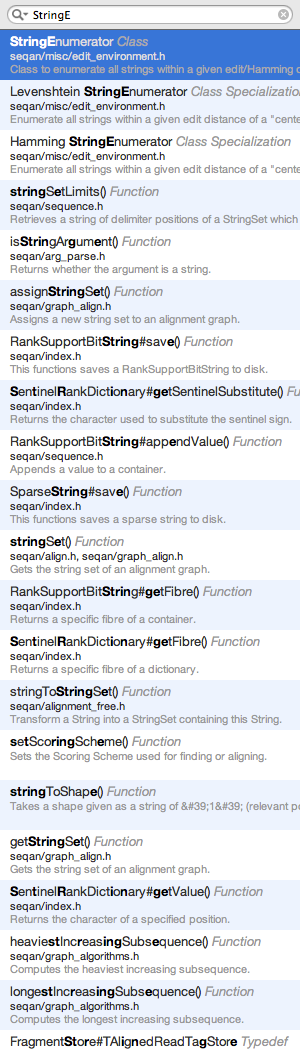 StringE
StringEnumerator Class
seqan/misc/edit_environment.h
Class to enumerate all strings within a given edit/Hamming
Levenshtein StringEnumerator Class Specialization
seqan/misc/edit_environment.h
Enumerate all strings within a given edit distance of a "cente
Hamming StringEnumerator Class Specialization
seqan/misc/edit_environment.h
Enumerate all strings within a given edit distance of a "cente
stringSetLimits() Function
seqan/sequence.h
Retrieves a string of delimiter positions of a StringSet which
isStringArgument() Function
seqan/arg_parse.h
Returns whether the argument is a string.
assignStringSet() Function
seqan/graph_align.h
Assigns a new string set to an alignment graph.
RankSupportBitString#save() Function
seqan/index.h
This functions saves a RankSupportBitString to disk.
SentinelRankDictionary#getSentinelSubstitute() Fu
seqan/index.h
Returns the character used to substitute the sentinel sign.
RankSupportBitString#appendValue() Function
seqan/sequence.h
Appends a value to a container.
SparseString#save() Function
seqan/index.h
This functions saves a sparse string to disk.
stringSet() Function
seqan/align.h, seqan/graph_align.h
Gets the string set of an alignment graph.
RankSupportBitString#getFibre() Function
seqan/index.h
Returns a specific fibre of a container.
SentinelRankDictionary#getFibre() Function
seqan/index.h
Returns a specific fibre of a dictionary.
stringToStringSet() Function
seqan/alignment_free.h
Transform a String into a StringSet containing this String.
setScoringScheme() Function
Sets the Scoring Scheme used for finding or aligning.
stringToShape() Function
Takes a shape given as a string of &#39;1&#39; (relevant po
getStringSet() Function
seqan/graph_align.h
Gets the string set of an alignment graph.
SentinelRankDictionary#getValue() Function
seqan/index.h
Returns the character of a specified position.
heaviestIncreasingSubsequence() Function
seqan/graph_algorithms.h
Computes the heaviest increasing subsequence.
longestIncreasingSubsequence() Function
seqan/graph_algorithms.h
Computes the longest increasing subsequence.
FragmentStore#TAlignedReadTagStore Typedef